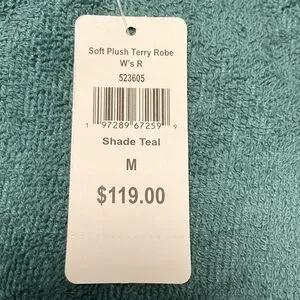 Soft Plush Terry Robe
W's R
523605
1 97289 67259 9
Shade Teal
M
$119.00